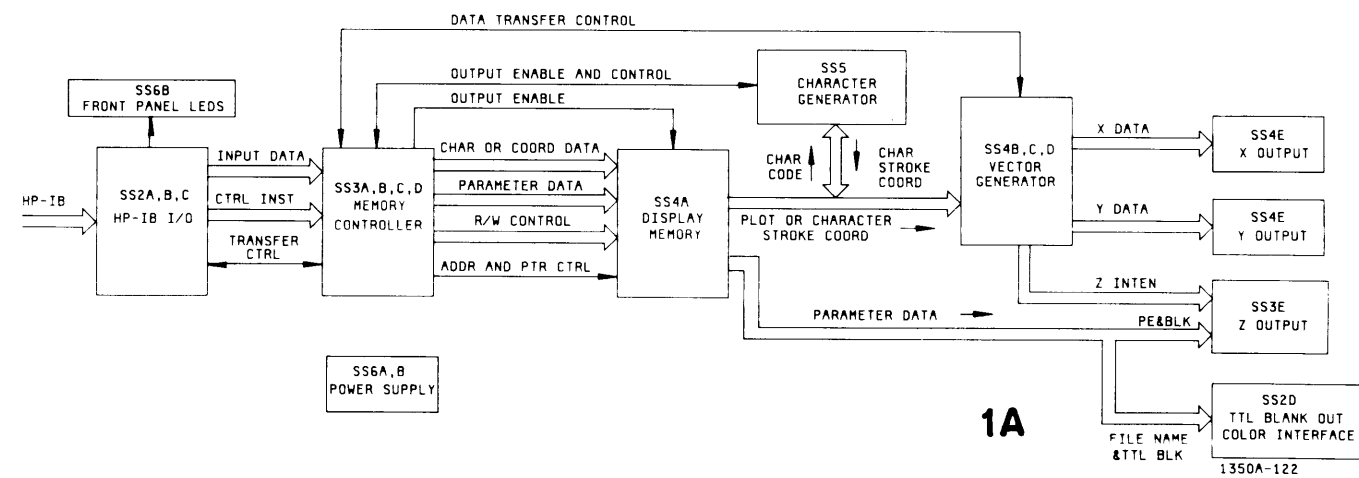 DATA TRANSFER CONTROL
OUTPUT ENABLE AND CONTROL
OUTPUT ENABLE
SS6B
FRONT PANEL LEDS
SS5
CHARACTER
GENERATOR
HP-IB
SS2A,B,C
HP-IB I/O
INPUT DATA
CTRL INST
TRANSFER
CTRL
SS3A,B,C,D
MEMORY
CONTROLLER
CHAR OR COORD DATA
PARAMETER DATA
R/W CONTROL
ADDR AND PTR CTRL
SS4A
DISPLAY
MEMORY
CHAR
CODE
CHAR
STROKE
COORD
PLOT OR CHARACTER
STROKE COORD
SS4B,C,D
VECTOR
GENERATOR
X DATA
SS4E
X OUTPUT
Y DATA
SS4E
Y OUTPUT
Z INTEN
PARAMETER DATA
PE&BLK
SS3E
Z OUTPUT
SS6A,B
POWER SUPPLY
1A
FILE NAME
&TTL BLK
SS2D
TTL BLANK OUT
COLOR INTERFACE
1350A-122